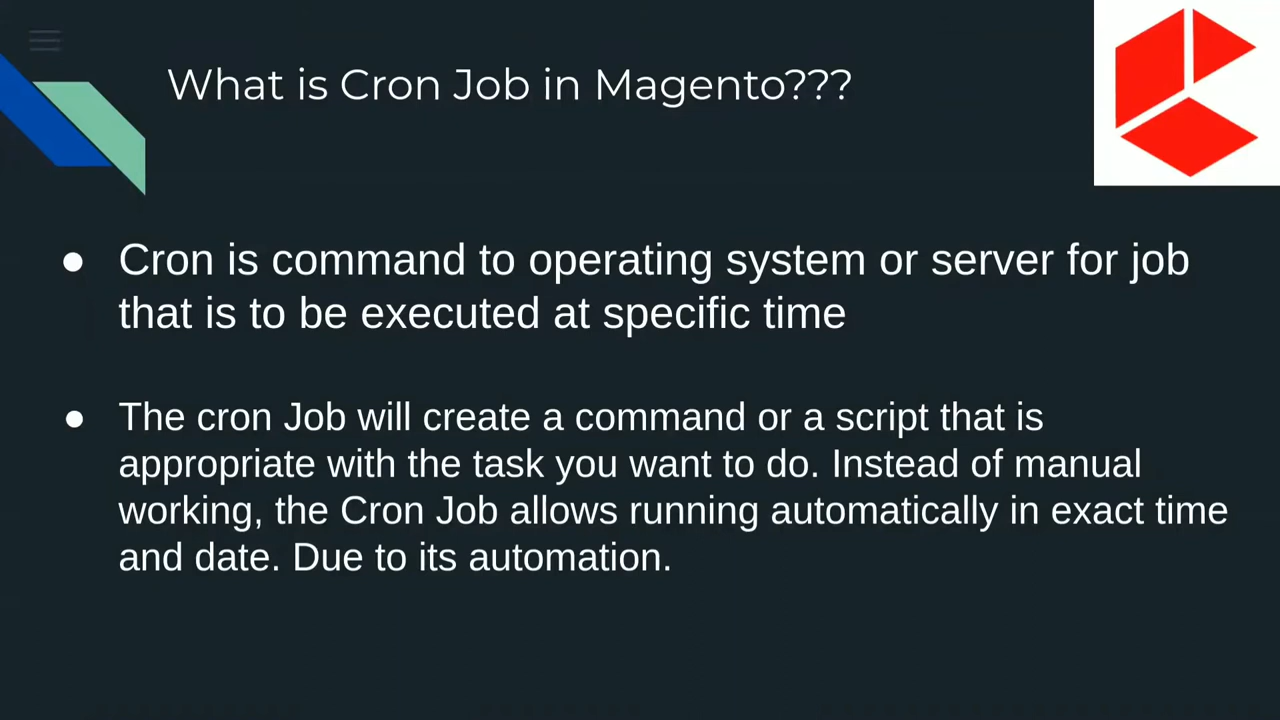 What is Cron Job in Magento???
● Cron is command to operating system or server for job
that is to be executed at specific time
● The cron Job will create a command or a script that is
appropriate with the task you want to do. Instead of manual
working, the Cron Job allows running automatically in exact time
and date. Due to its automation.